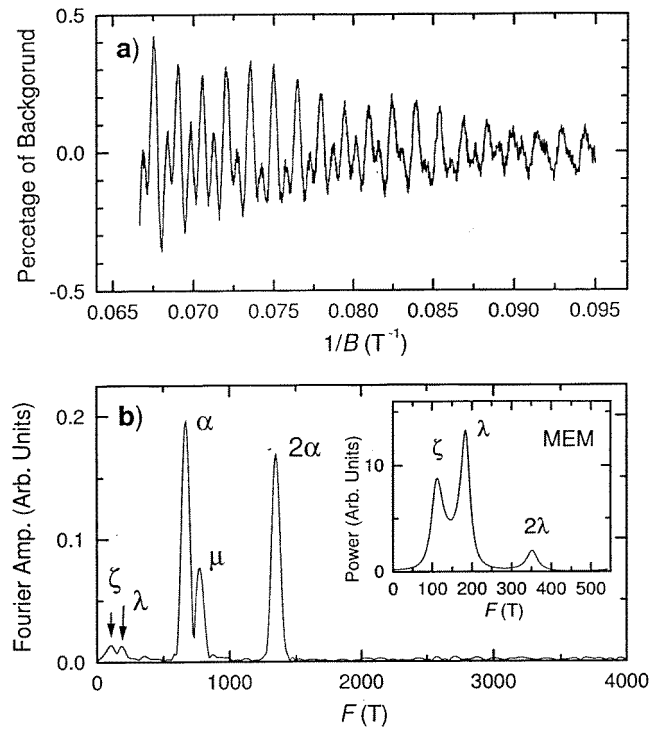 a)
Percetage of Backgorund
0.5
0.0
-0.5
0.065 0.070 0.075 0.080 0.085 0.090 0.095
1/B (T⁻¹)
b)
Fourier Amp. (Arb. Units)
0.2
0.1
0.0
α
2α
μ
ζ
λ
0 1000 2000 3000 4000
F (T)
MEM
Power (Arb. Units)
10
0
ζ
λ
2λ
0 100 200 300 400 500
F (T)